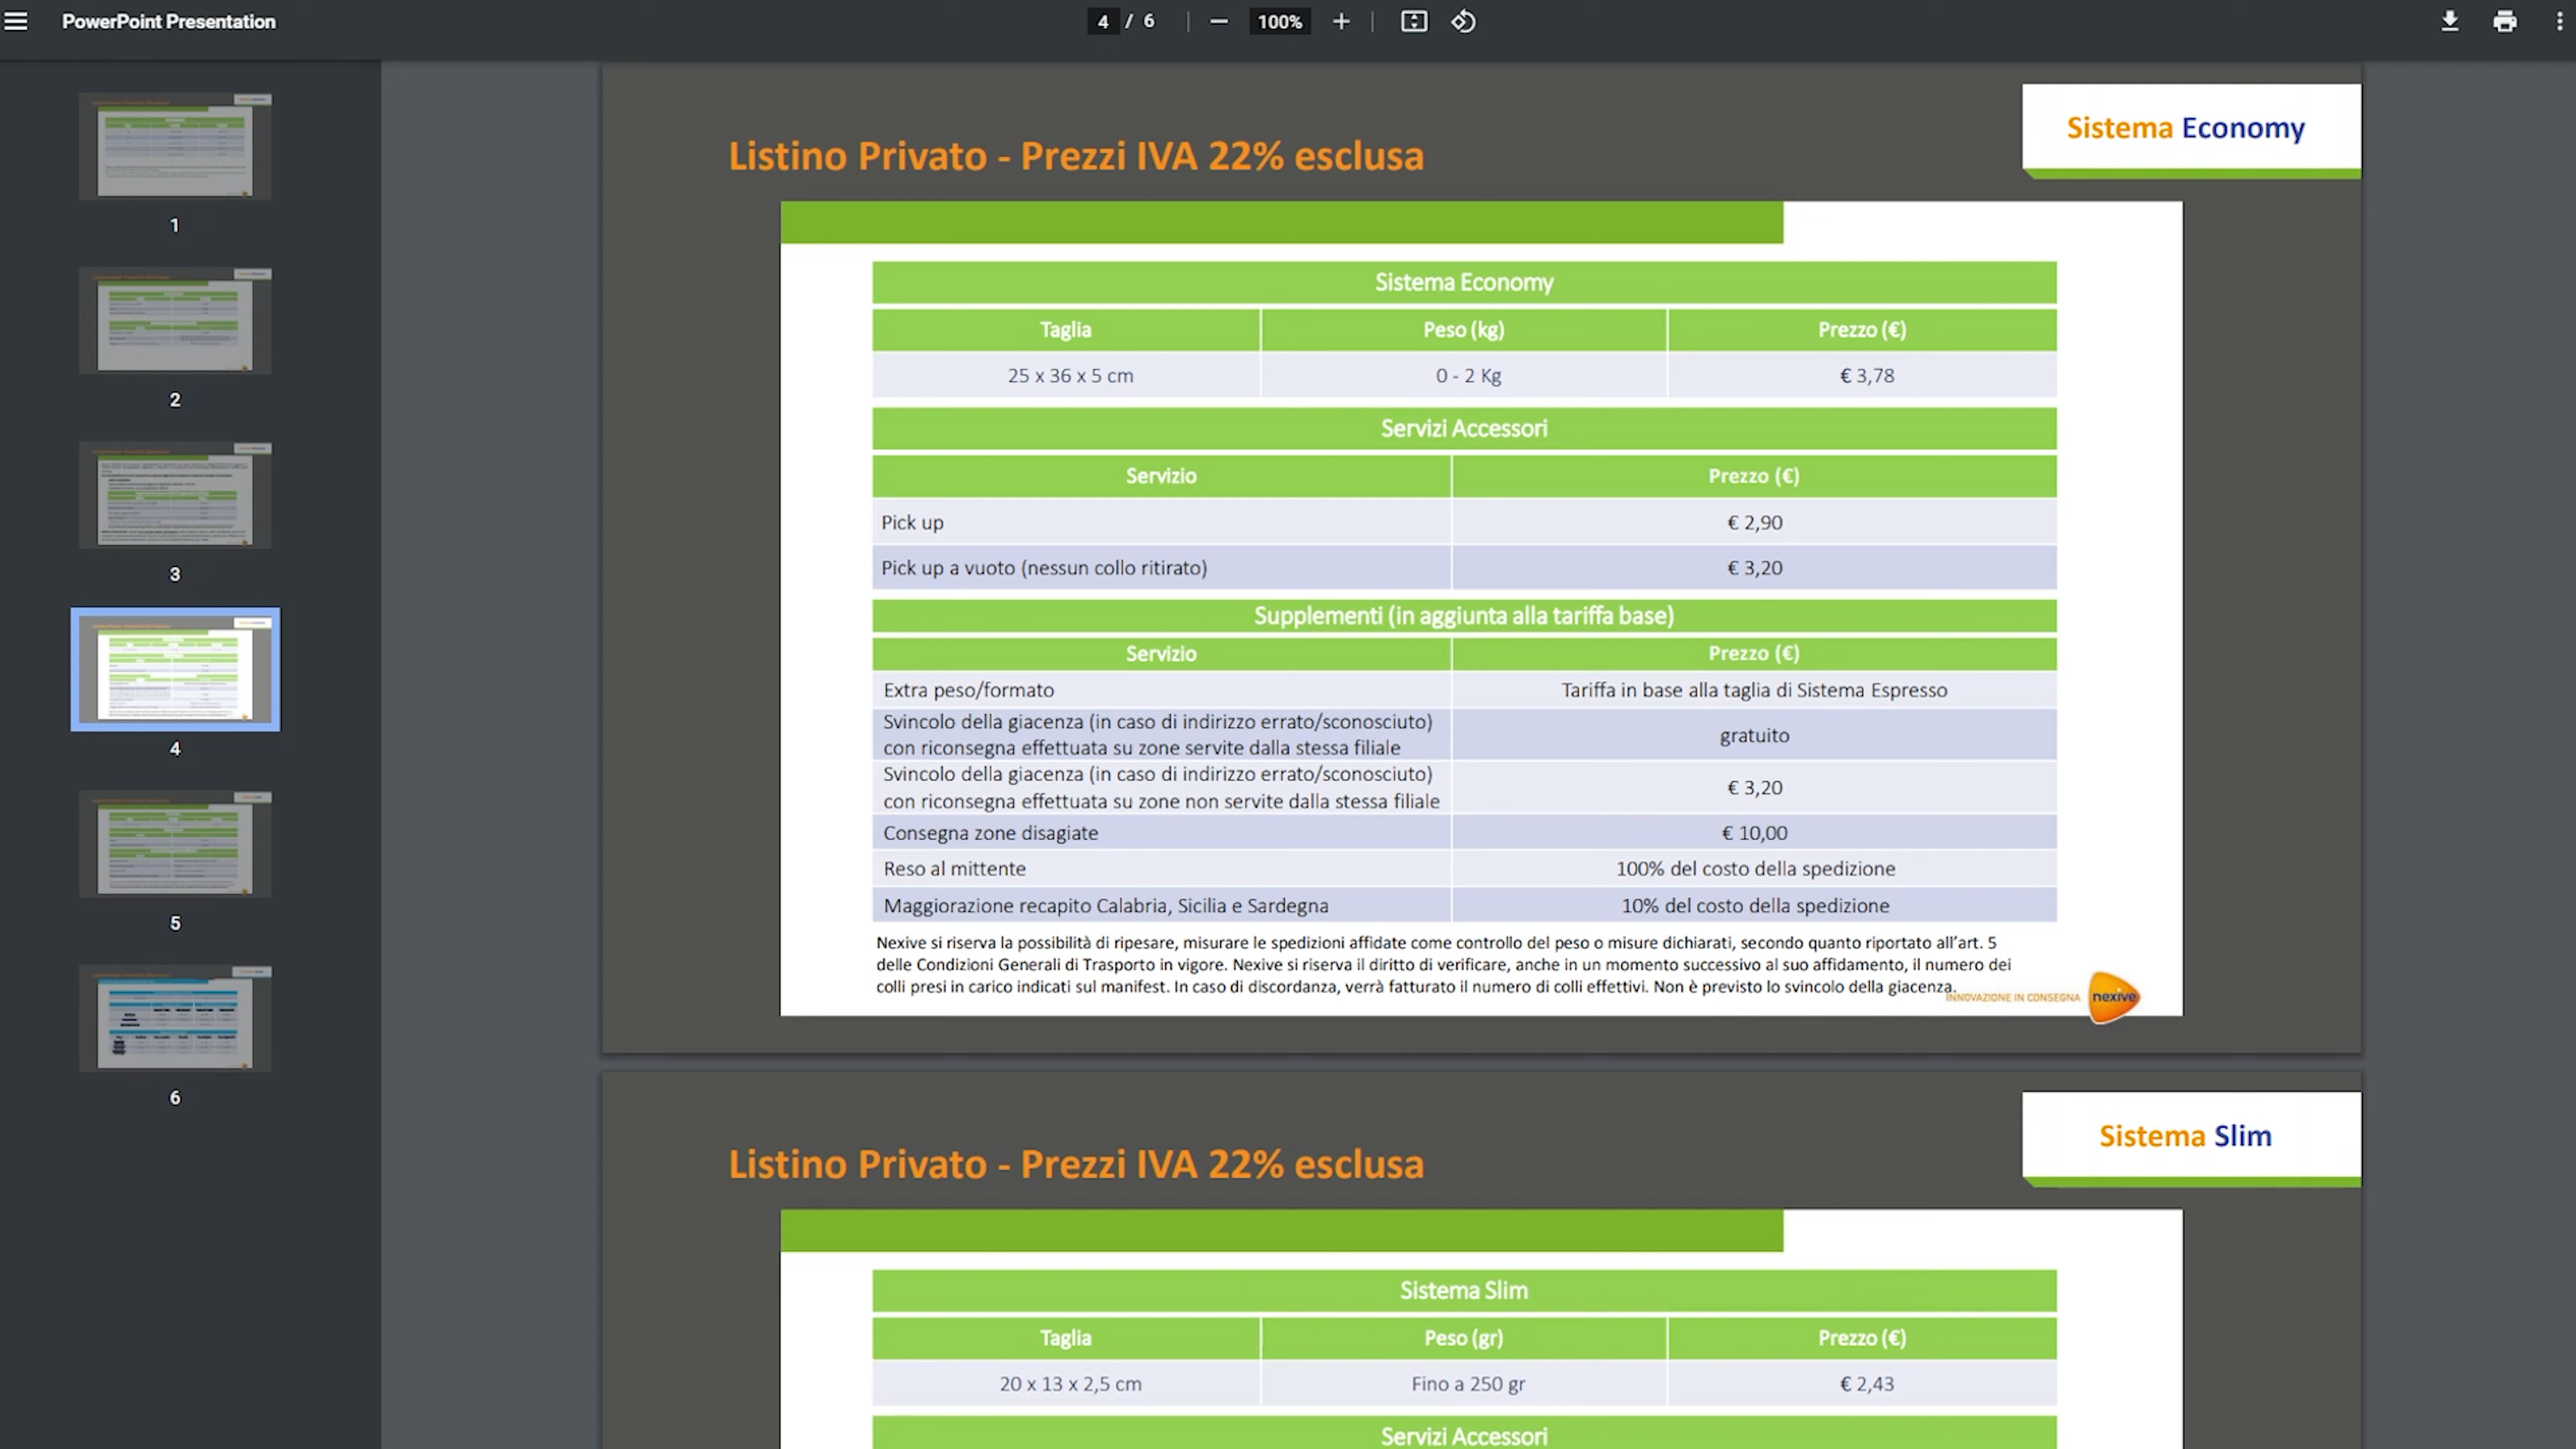 PowerPoint Presentation
4 / 6
100%
1
2
3
4
5
6
Sistema Economy
Listino Privato - Prezzi IVA 22% esclusa
Sistema Economy
Taglia Peso (kg) Prezzo (€)
25 x 36 x 5 cm 0 - 2 Kg € 3,78
Servizi Accessori
Servizio Prezzo (€)
Pick up € 2,90
Pick up a vuoto (nessun collo ritirato) € 3,20
Supplementi (in aggiunta alla tariffa base)
Servizio Prezzo (€)
Extra peso/formato Tariffa in base alla taglia di Sistema Espresso
Svincolo della giacenza (in caso di indirizzo errato/sconosciuto)
con riconsegna effettuata su zone servite dalla stessa filiale
gratuito
Svincolo della giacenza (in caso di indirizzo errato/sconosciuto)
con riconsegna effettuata su zone non servite dalla stessa filiale
€ 3,20
Consegna zone disagiate € 10,00
Reso al mittente 100% del costo della spedizione
Maggiorazione recapito Calabria, Sicilia e Sardegna 10% del costo della spedizione
Nexive si riserva la possibilità di ripesare, misurare le spedizioni affidate come controllo del peso o misure dichiarati, secondo quanto riportato all'art. 5
delle Condizioni Generali di Trasporto in vigore. Nexive si riserva il diritto di verificare, anche in un momento successivo al suo affidamento, il numero dei
colli presi in carico indicati sul manifest. In caso di discordanza, verrà fatturato il numero di colli effettivi. Non è previsto lo svincolo della giacenza.
INNOVAZIONE IN CONSEGNA
nexive
Sistema Slim
Listino Privato - Prezzi IVA 22% esclusa
Sistema Slim
Taglia Peso (gr) Prezzo (€)
20 x 13 x 2,5 cm Fino a 250 gr € 2,43
Servizi Accessori